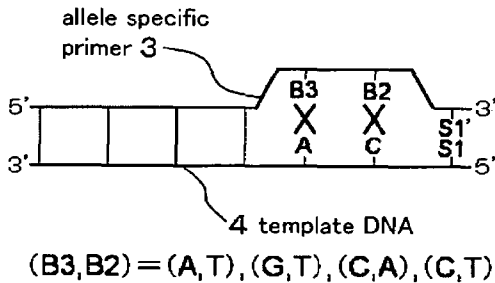 allele specific
primer 3
B3 B2
5' 3'
X X S1'
A C S1
3' 5'
4 template DNA
(B3,B2)=(A,T),(G,T),(C,A),(C,T)